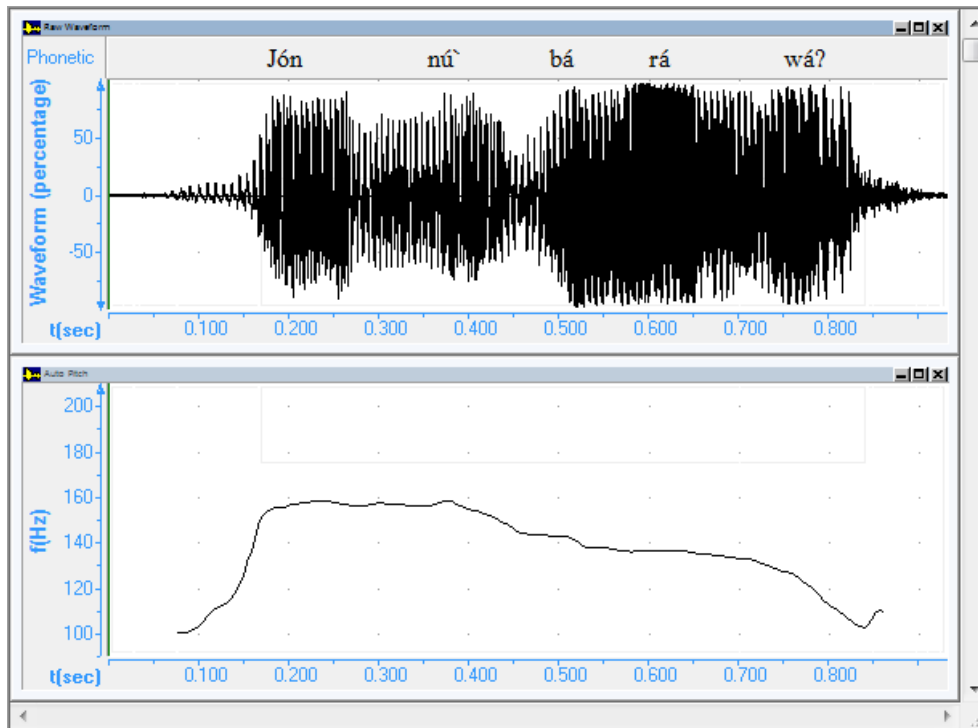 Raw Waveform
Phonetic Jón nú` bá rá wá?
Waveform (percentage)
50
0
-50
t(sec) 0.100 0.200 0.300 0.400 0.500 0.600 0.700 0.800
Auto Pitch
f(Hz)
200
180
160
140
120
100
t(sec) 0.100 0.200 0.300 0.400 0.500 0.600 0.700 0.800